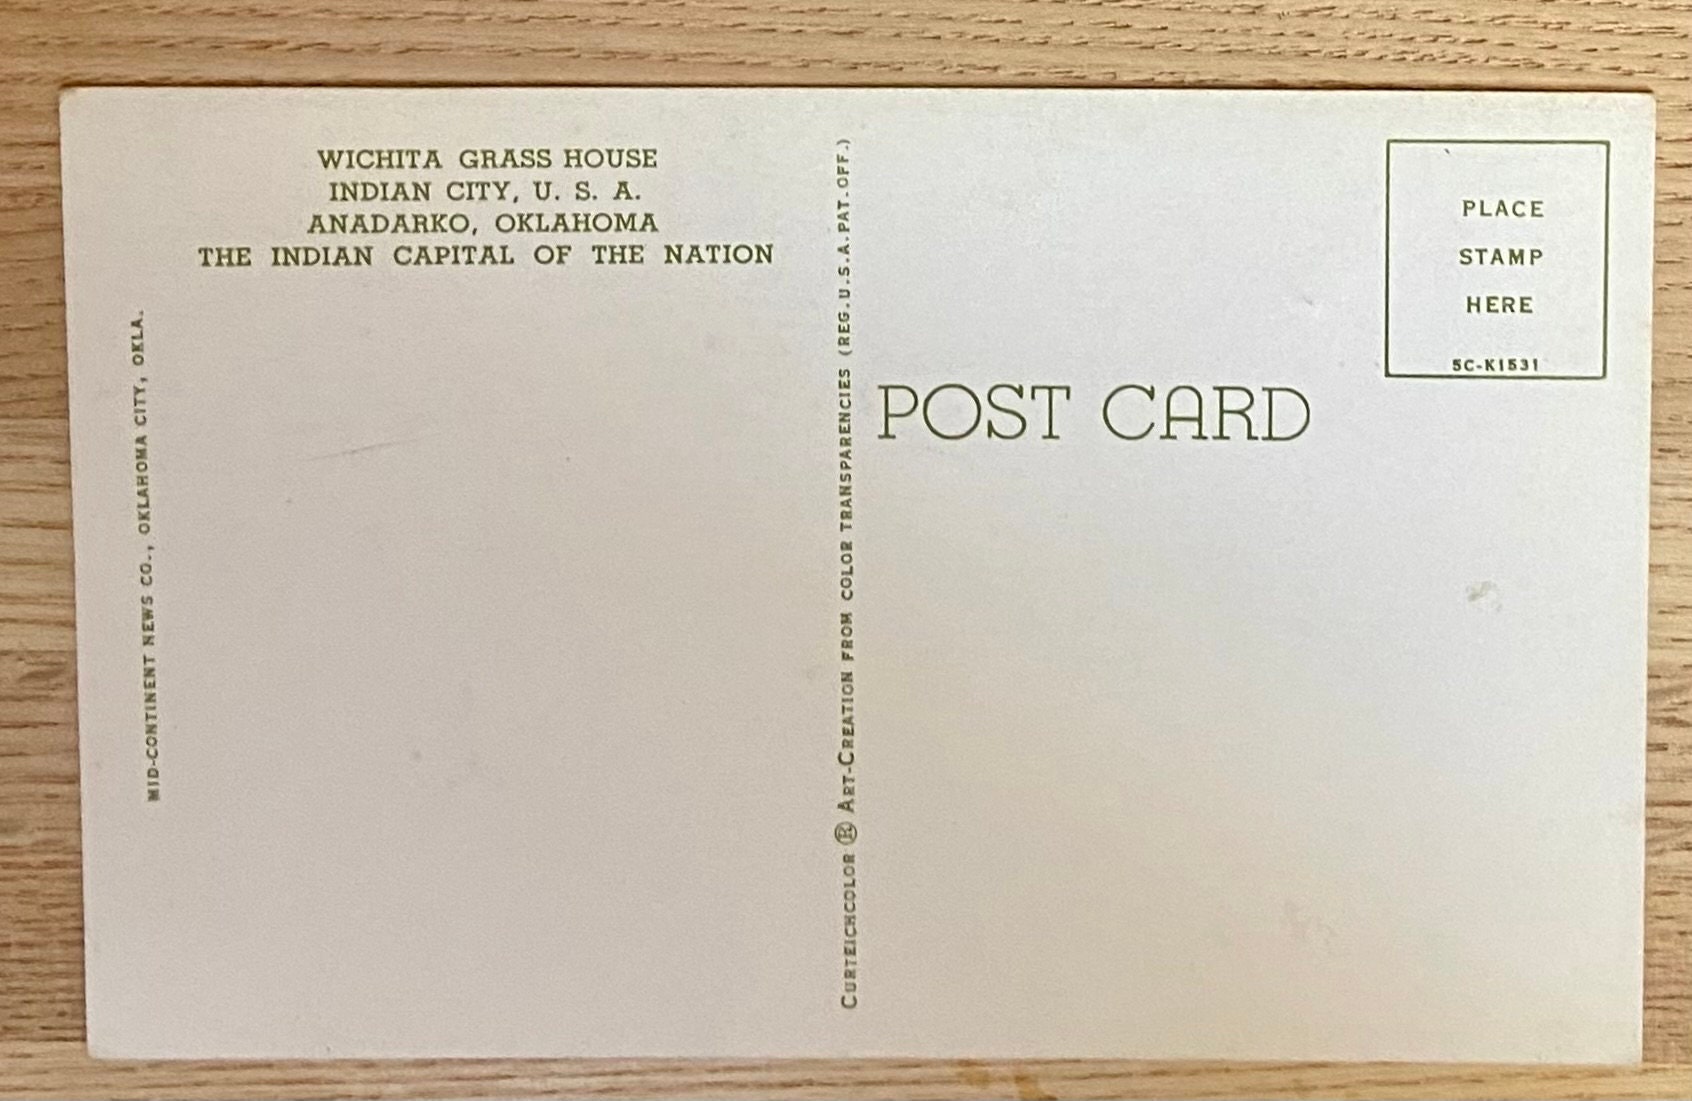 WICHITA GRASS HOUSE
INDIAN CITY, U. S. A.
ANADARKO, OKLAHOMA
THE INDIAN CAPITAL OF THE NATION
MID-CONTINENT NEWS CO., OKLAHOMA CITY, OKLA.
CURTEICHCOLOR ® ART-CREATION FROM COLOR TRANSPARENCIES (REG.U.S.A.PAT.OFF.)
POST CARD
PLACE
STAMP
HERE
5C-K1531